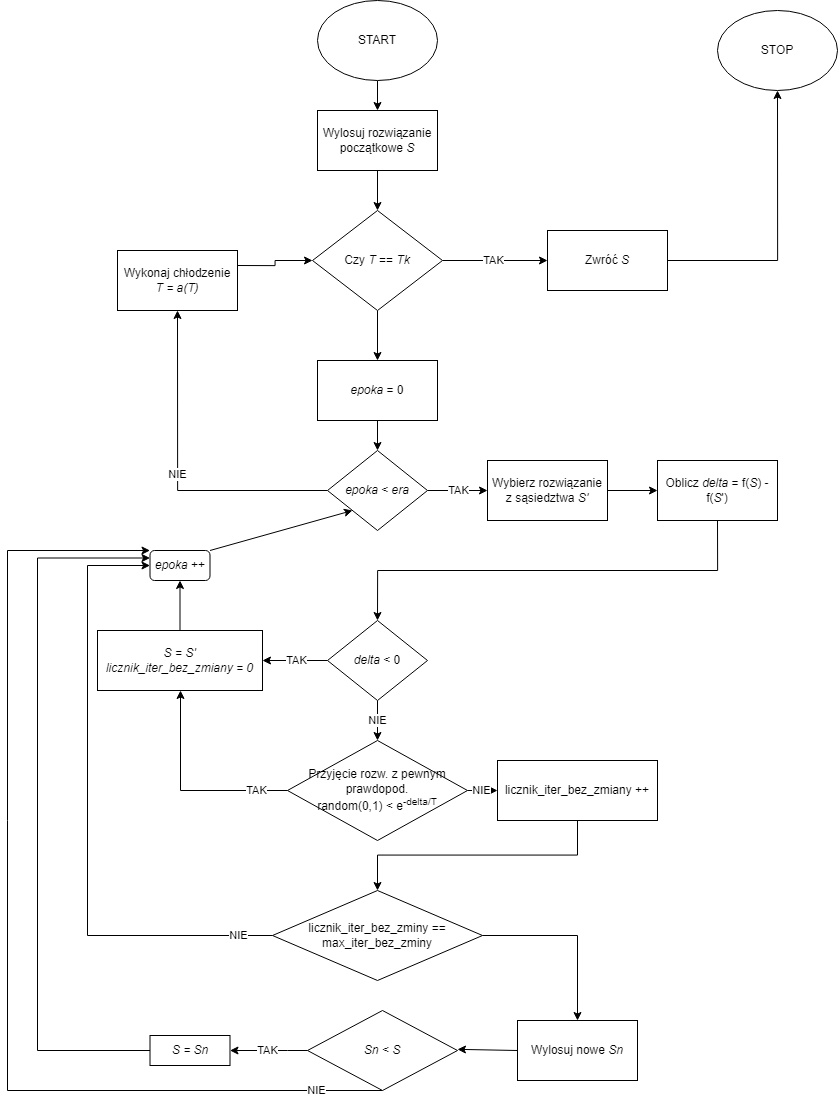 START
STOP
Wylosuj rozwiązanie
początkowe S
Wykonaj chłodzenie
T = a(T)
Czy T == Tk
TAK
Zwróć S
epoka = 0
NIE
epoka < era
TAK
Wybierz rozwiązanie
z sąsiedztwa S'
Oblicz delta = f(S) -
f(S')
epoka ++
S = S'
licznik_iter_bez_zmiany = 0
TAK
delta < 0
NIE
Przyjęcie rozw. z pewnym
prawdopod.
random(0,1) < e^-delta/T
TAK
NIE
licznik_iter_bez_zmiany ++
licznik_iter_bez_zminy ==
max_iter_bez_zminy
NIE
S = Sn
TAK
Sn < S
Wylosuj nowe Sn
NIE